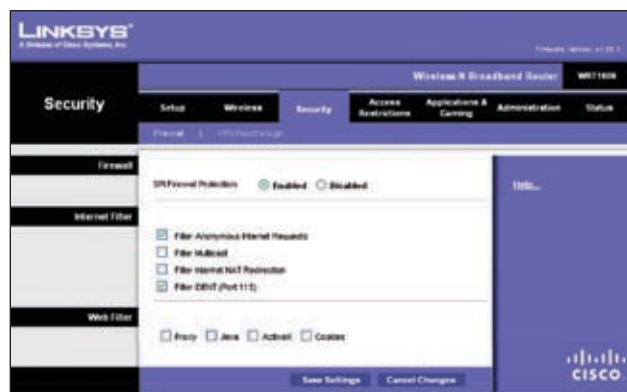 LINKSYS®
A Division of Cisco Systems, Inc.
Firmware Version:
Wireless-N Broadband Router
Security
Setup
Wireless
Security
Access Restrictions
Applications & Gaming
Administration
Status
Firewall | VPN Passthrough
Firewall
SPI Firewall Protection: Enabled Disabled
Help...
Internet Filter
Filter Anonymous Internet Requests
Filter Multicast
Filter Internet NAT Redirection
Filter IDENT (Port 113)
Web Filter
Proxy Java ActiveX Cookies
Save Settings Cancel Changes
CISCO